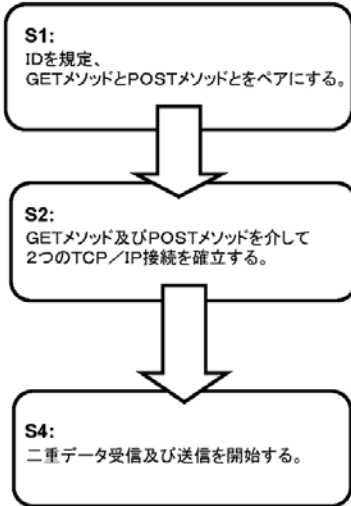 S1:
IDを規定、
GETメソッドとPOSTメソッドとをペアにする。
S2:
GETメソッド及びPOSTメソッドを介して
2つのTCP／IP接続を確立する。
S4:
二重データ受信及び送信を開始する。